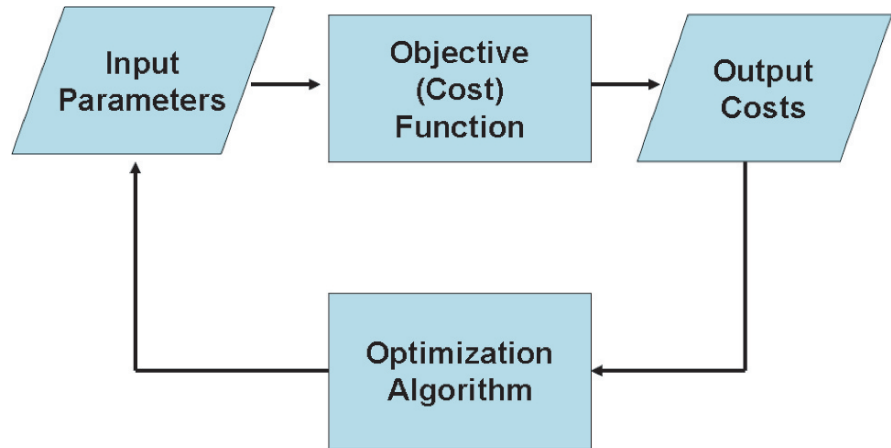 Input
Parameters
Objective
(Cost)
Function
Output
Costs
Optimization
Algorithm